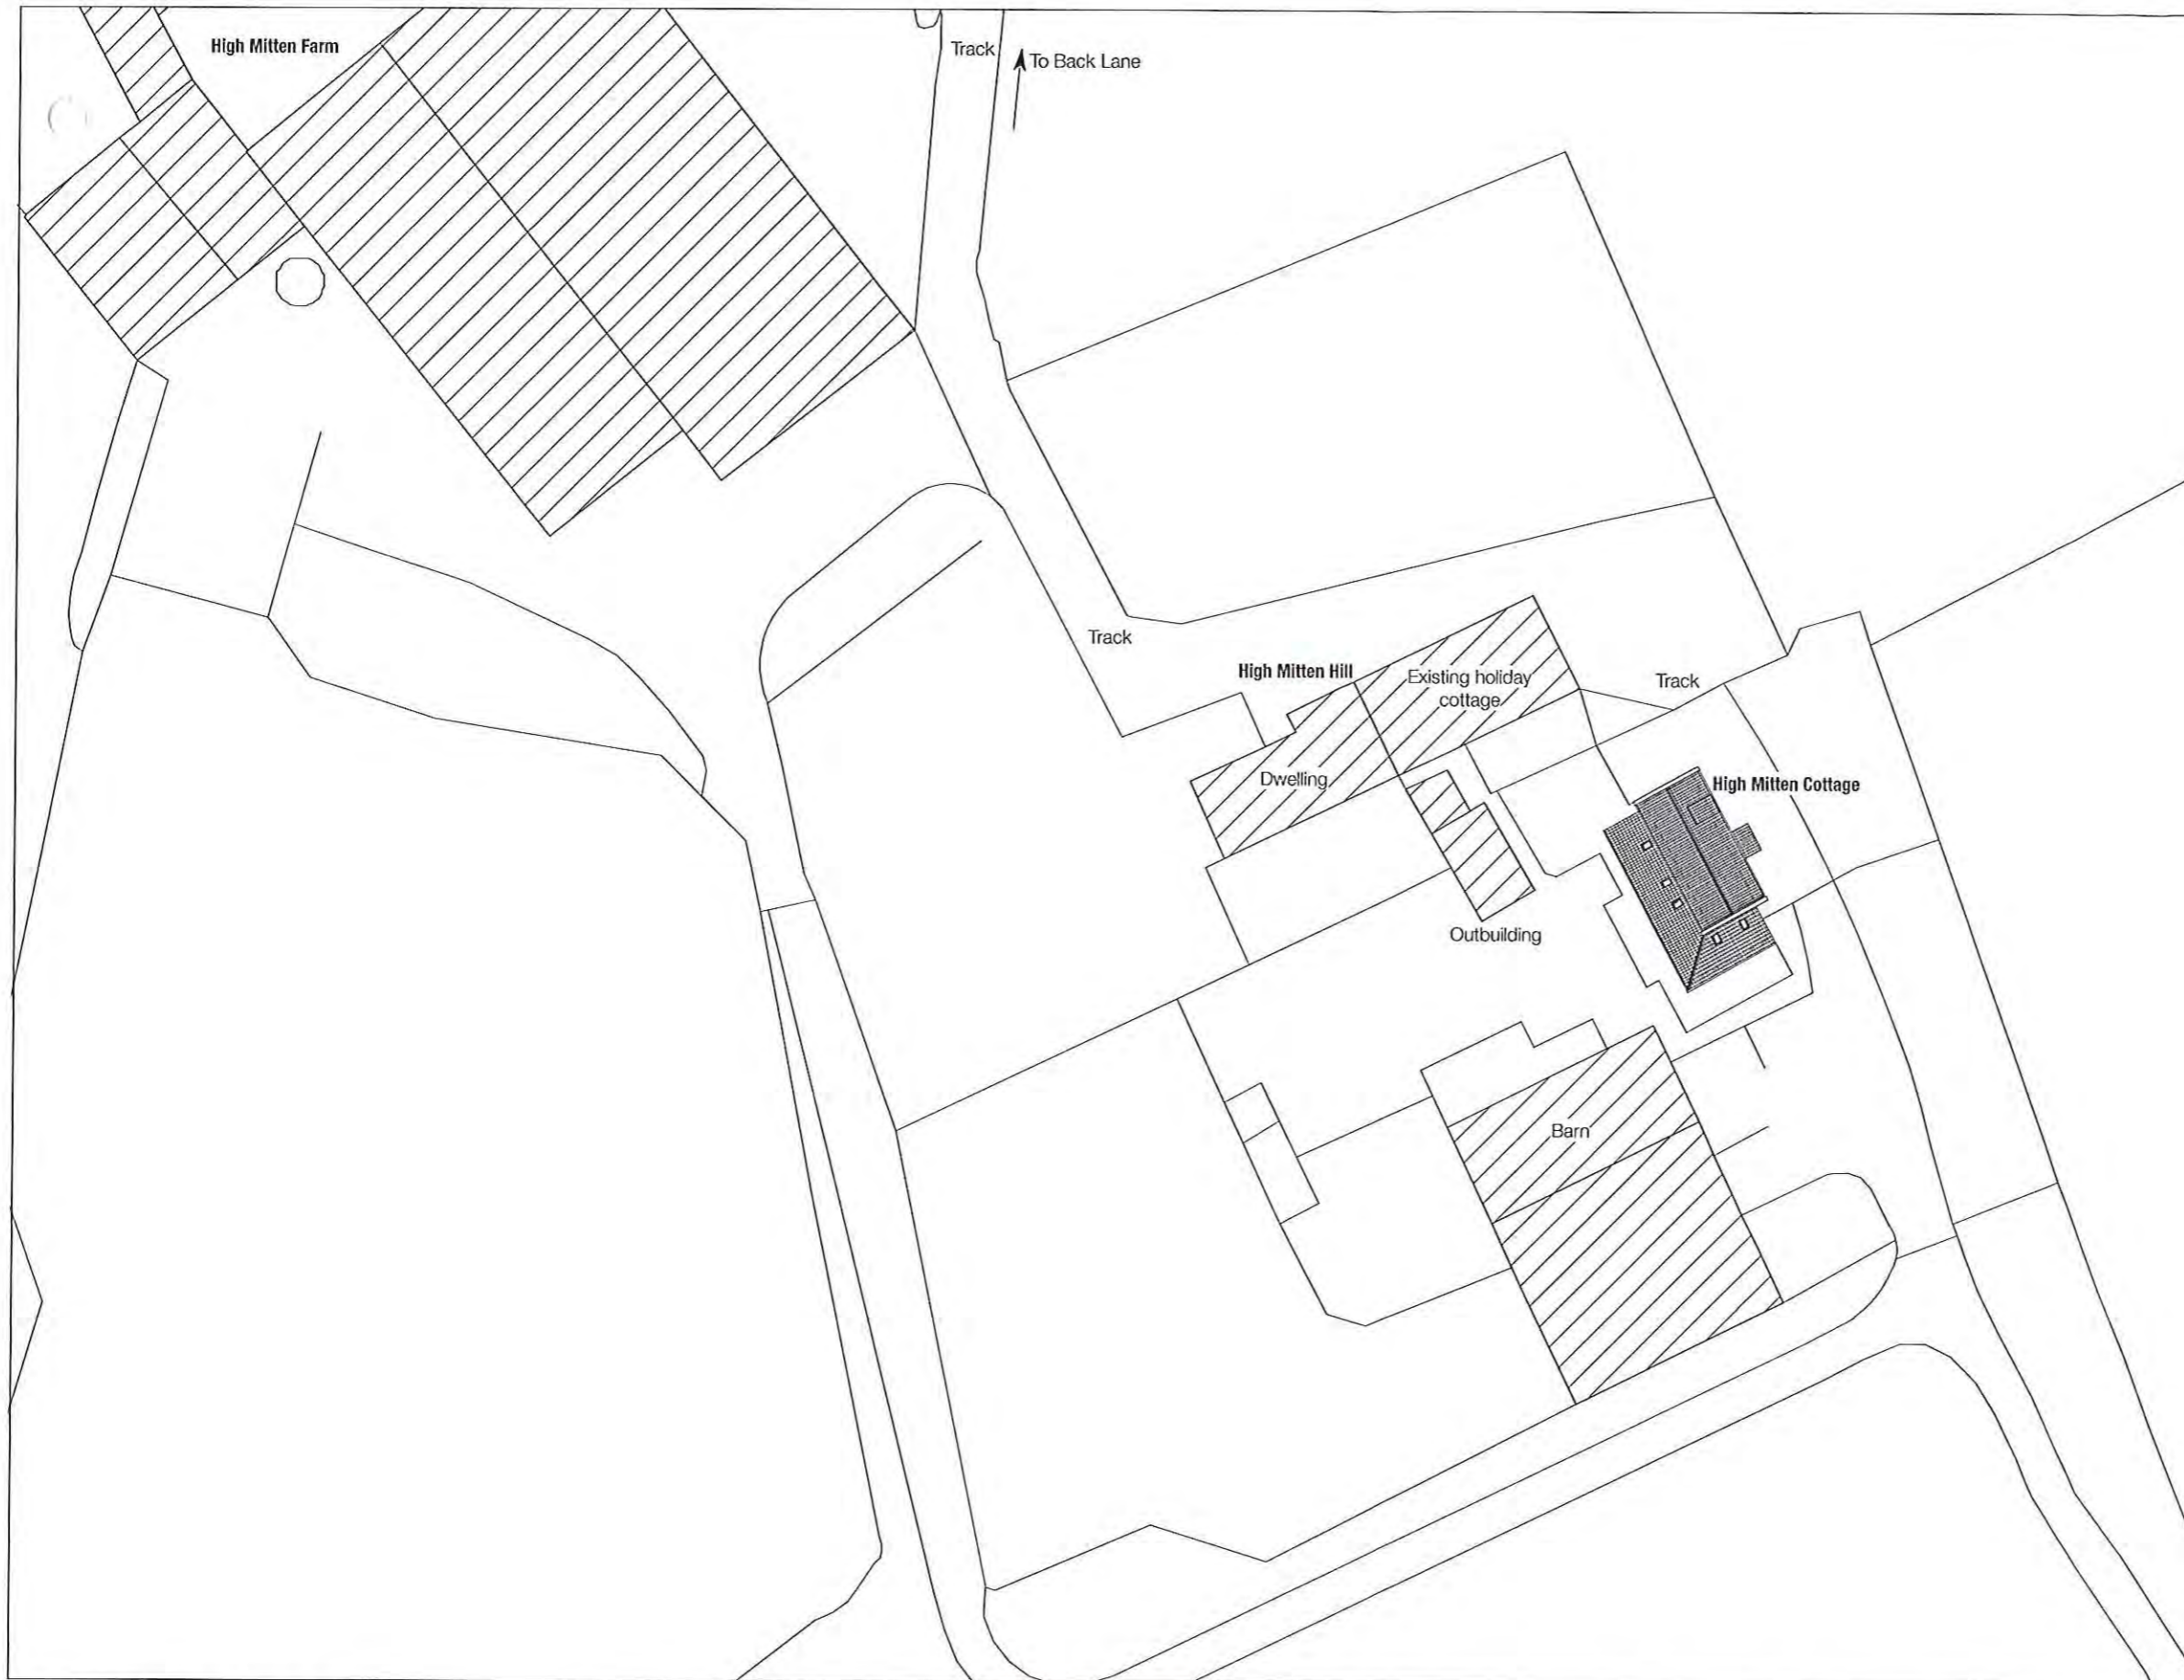 High Mitten Farm
Track
To Back Lane
Track
High Mitten Hill
Existing holiday
cottage
Track
Dwelling
High Mitten Cottage
Outbuilding
Barn